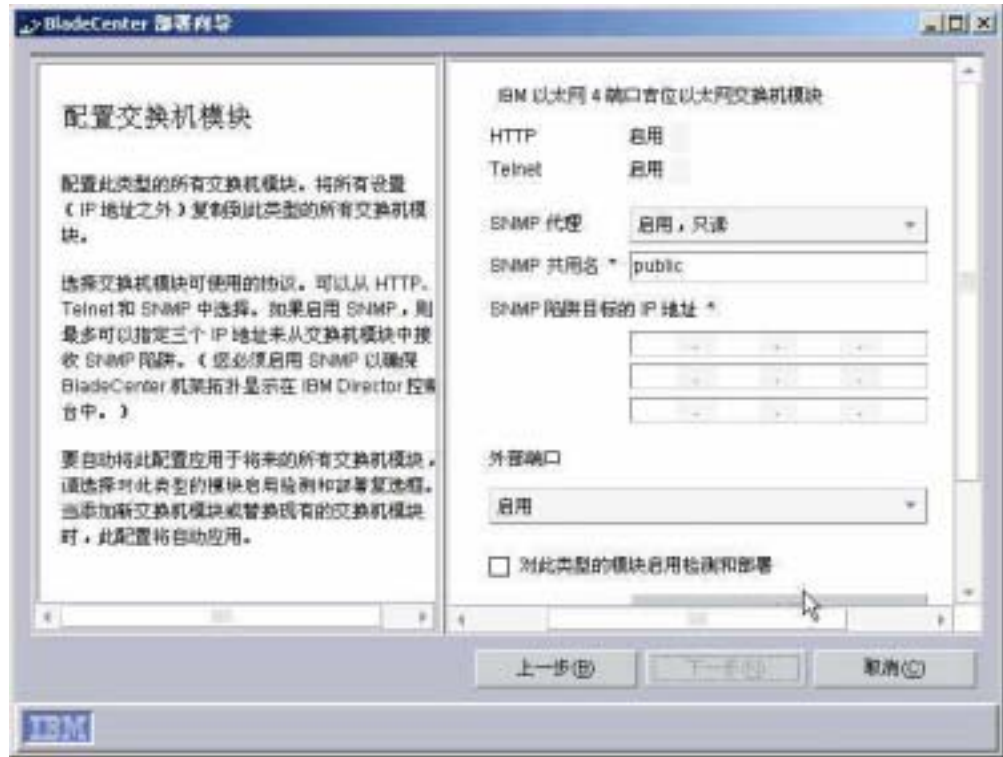 BladeCenter 部署向导
配置交换机模块
配置此类型的所有交换机模块。将所有设置
（IP 地址之外）复制到此类型的所有交换机模
块。
选择交换机模块可使用的协议。可以从 HTTP、
Telnet 和 SNMP 中选择。如果启用 SNMP，则
最多可以指定三个 IP 地址来从交换机模块中接
收 SNMP 陷阱。（您必须启用 SNMP 以确保
BladeCenter 机架拓扑显示在 IBM Director 控制
台中。）
要自动将此配置应用于将来的所有交换机模块，
请选择对此类型的模块启用检测和部署复选框。
当添加新交换机模块或替换现有的交换机模块
时，此配置将自动应用。
IBM 以太网 4 端口吉位以太网交换机模块
HTTP 启用
Telnet 启用
SNMP 代理 启用，只读
SNMP 共用名 * public
SNMP 陷阱目标的 IP 地址 *
外部端口
启用
对此类型的模块启用检测和部署
上一步(B) 下一步(N) 取消(C)
IBM